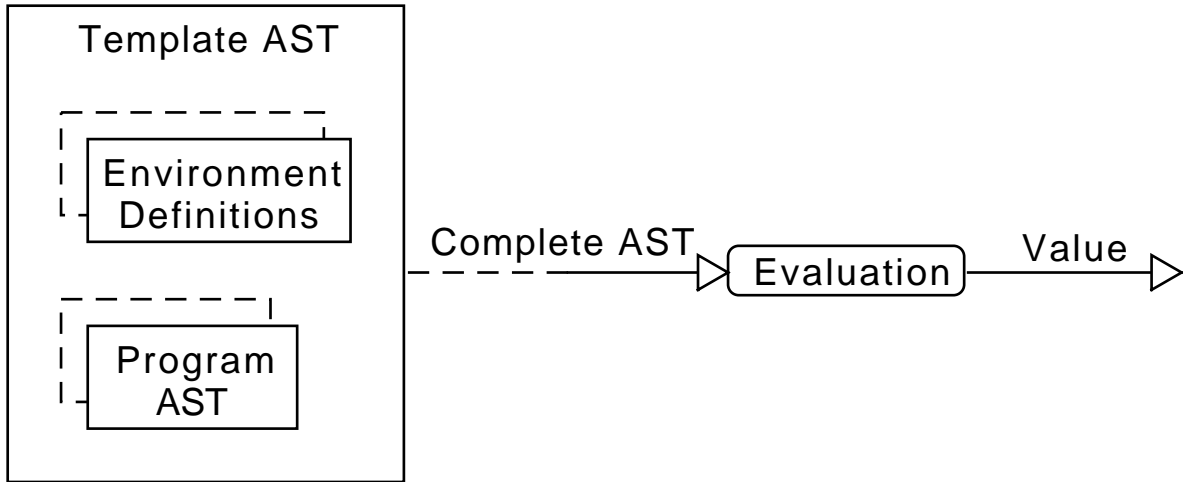 Template AST
Environment
Definitions
Complete AST
Evaluation
Value
Program
AST